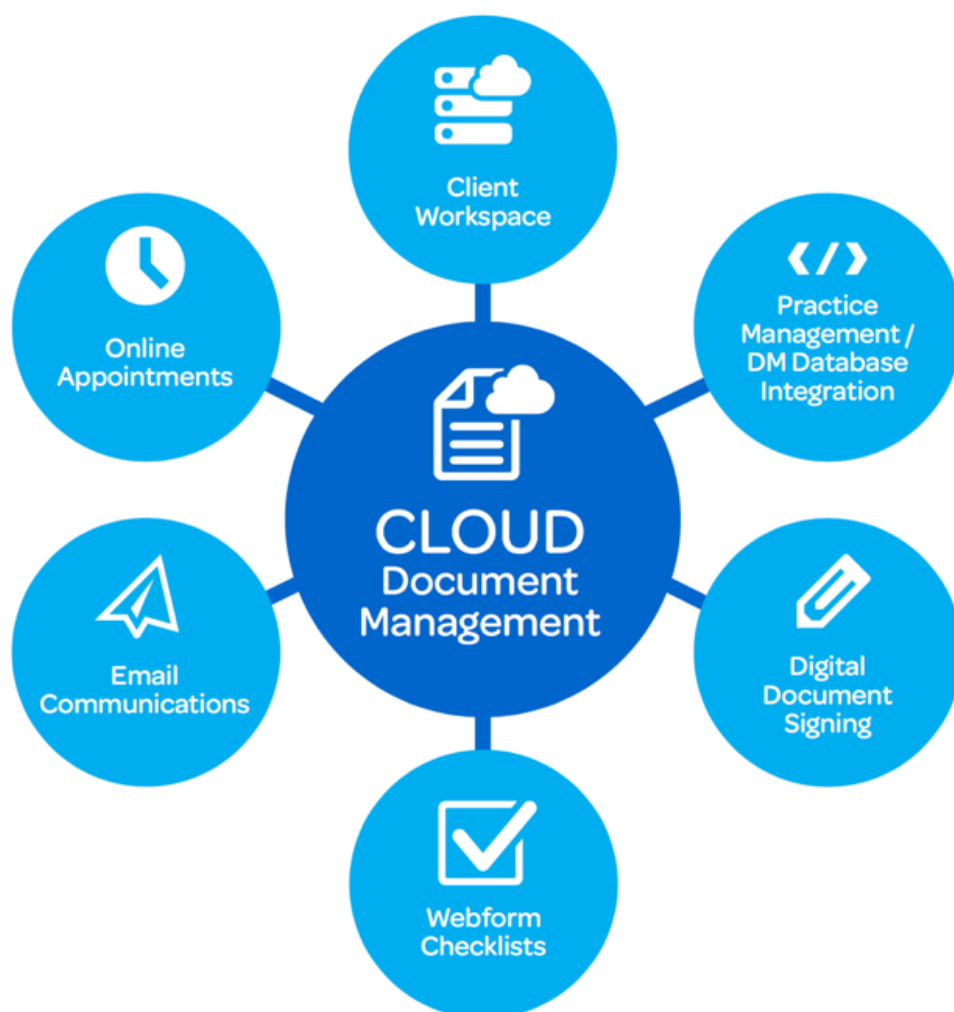 Client
Workspace
Practice
Management /
DM Database
Integration
Digital
Document
Signing
Webform
Checklists
Email
Communications
Online
Appointments
CLOUD
Document
Management